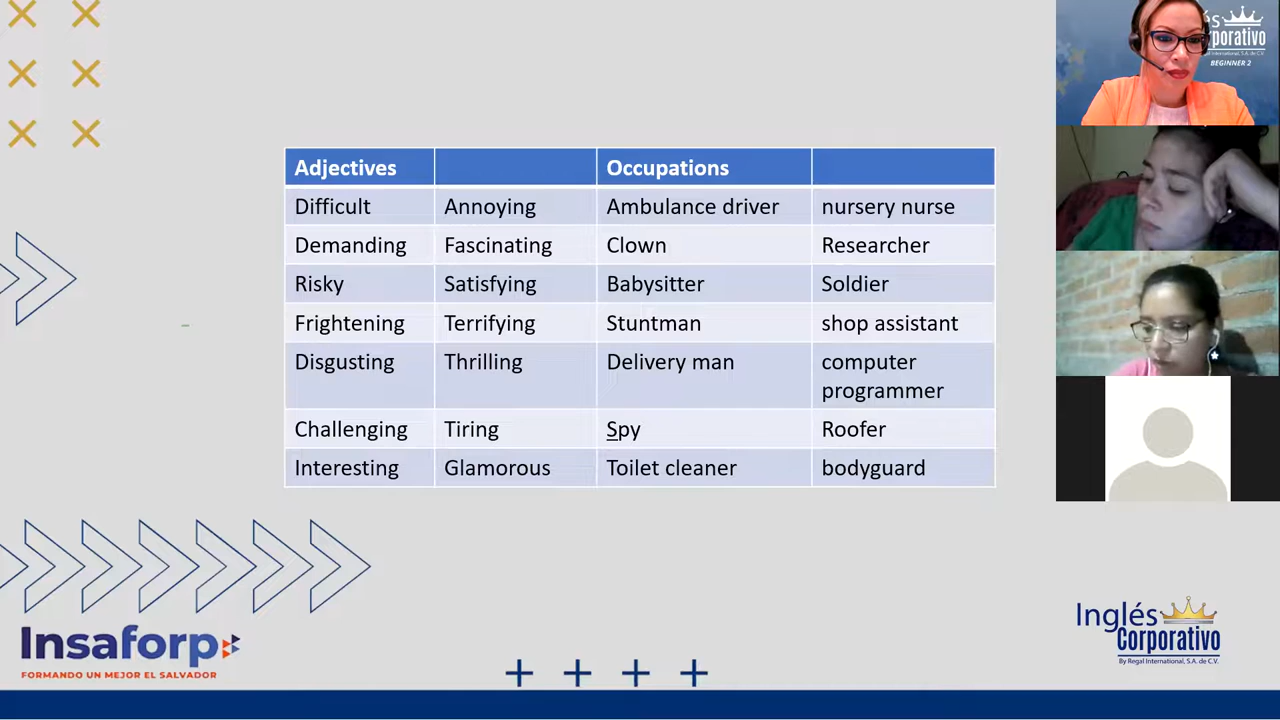 Adjectives Occupations
Difficult Annoying Ambulance driver nursery nurse
Demanding Fascinating Clown Researcher
Risky Satisfying Babysitter Soldier
Frightening Terrifying Stuntman shop assistant
Disgusting Thrilling Delivery man computer
programmer
Challenging Tiring Spy Roofer
Interesting Glamorous Toilet cleaner bodyguard
Insaforp
FORMANDO UN MEJOR EL SALVADOR
Inglés
Corporativo
By Regal International, S.A. de C.V.
BEGINNER 2